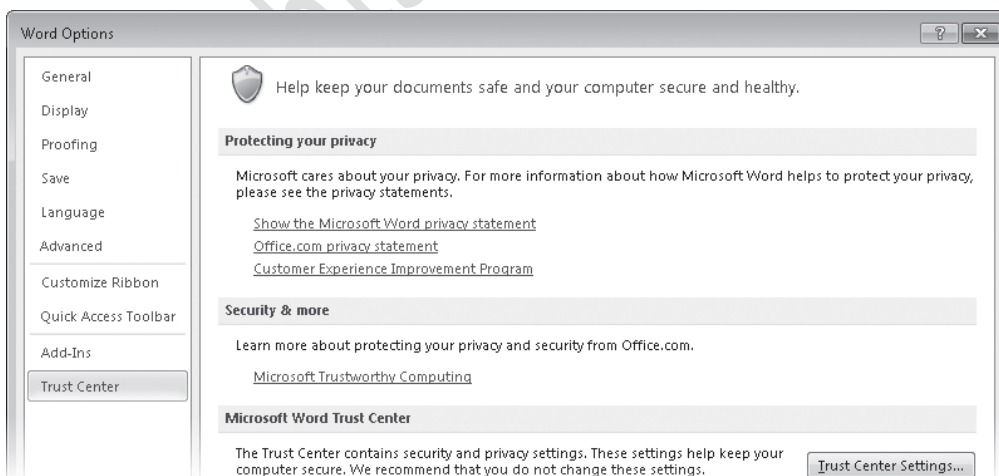 Word Options
General
Display
Proofing
Save
Language
Advanced
Customize Ribbon
Quick Access Toolbar
Add-Ins
Trust Center
Help keep your documents safe and your computer secure and healthy.
Protecting your privacy
Microsoft cares about your privacy. For more information about how Microsoft Word helps to protect your privacy,
please see the privacy statements.
Show the Microsoft Word privacy statement
Office.com privacy statement
Customer Experience Improvement Program
Security & more
Learn more about protecting your privacy and security from Office.com.
Microsoft Trustworthy Computing
Microsoft Word Trust Center
The Trust Center contains security and privacy settings. These settings help keep your
computer secure. We recommend that you do not change these settings.
Trust Center Settings...